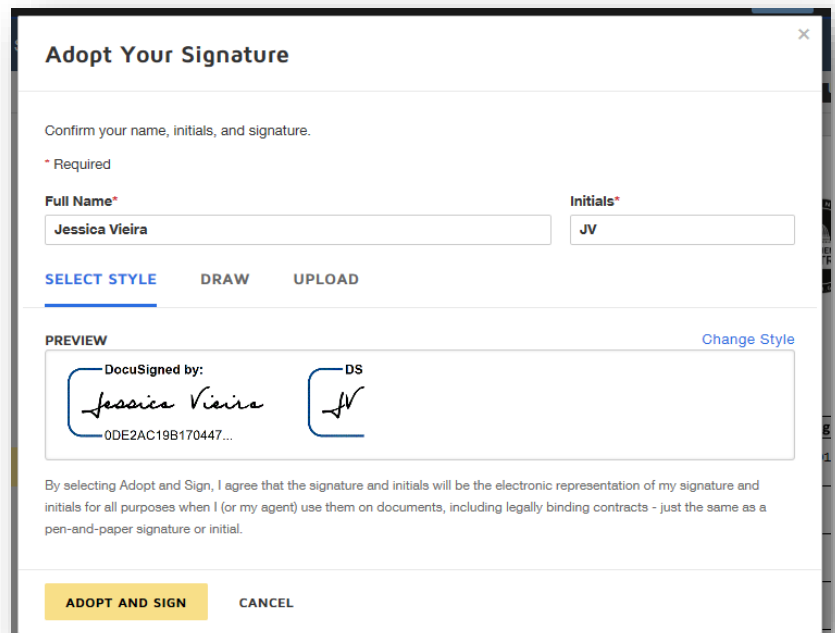 Adopt Your Signature
×
Confirm your name, initials, and signature.
* Required
Full Name*
Initials*
Jessica Vieira
JV
SELECT STYLE DRAW UPLOAD
PREVIEW
Change Style
DocuSigned by:
Jessica Vieira
0DE2AC19B170447...
DS
JV
By selecting Adopt and Sign, I agree that the signature and initials will be the electronic representation of my signature and
initials for all purposes when I (or my agent) use them on documents, including legally binding contracts - just the same as a
pen-and-paper signature or initial.
ADOPT AND SIGN CANCEL